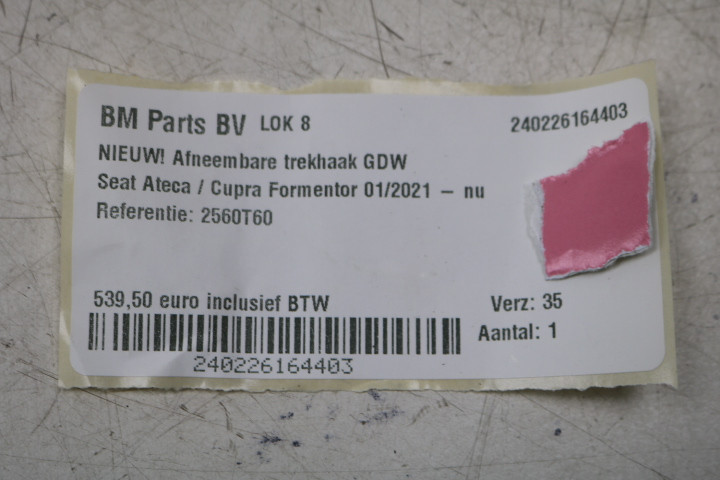 BM Parts BV LOK 8 240226164403
NIEUW! Afneembare trekhaak GDW
Seat Ateca / Cupra Formentor 01/2021 – nu
Referentie: 2560T60
539,50 euro inclusief BTW Verz: 35
Aantal: 1
240226164403